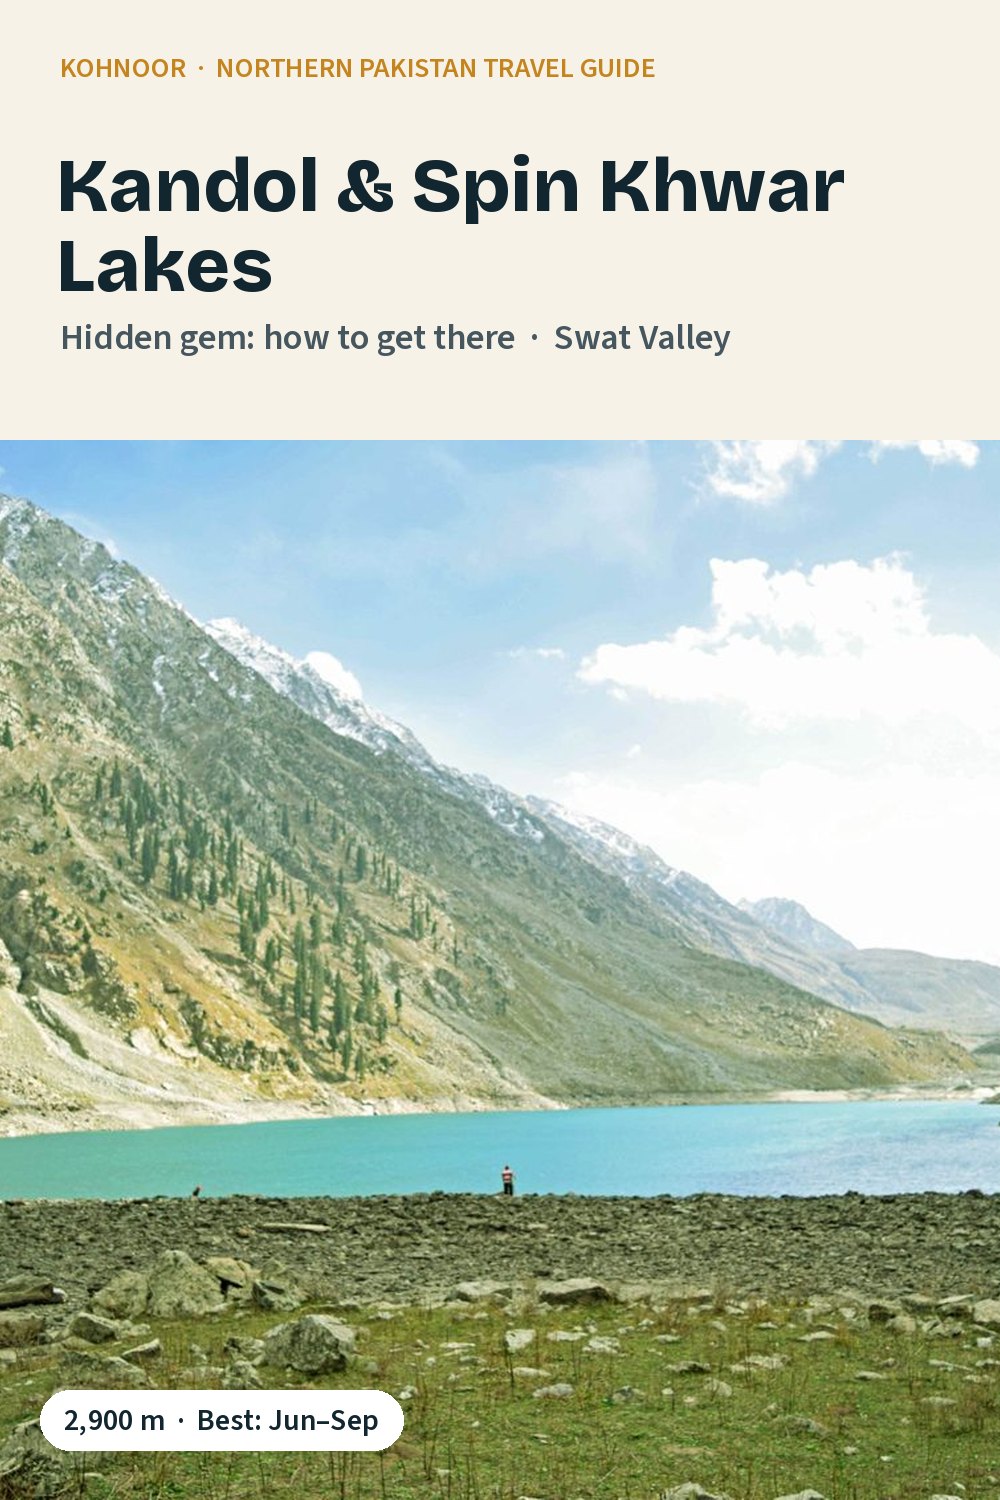 KOHNOOR · NORTHERN PAKISTAN TRAVEL GUIDE
Kandol & Spin Khwar
Lakes
Hidden gem: how to get there · Swat Valley
2,900 m · Best: Jun–Sep